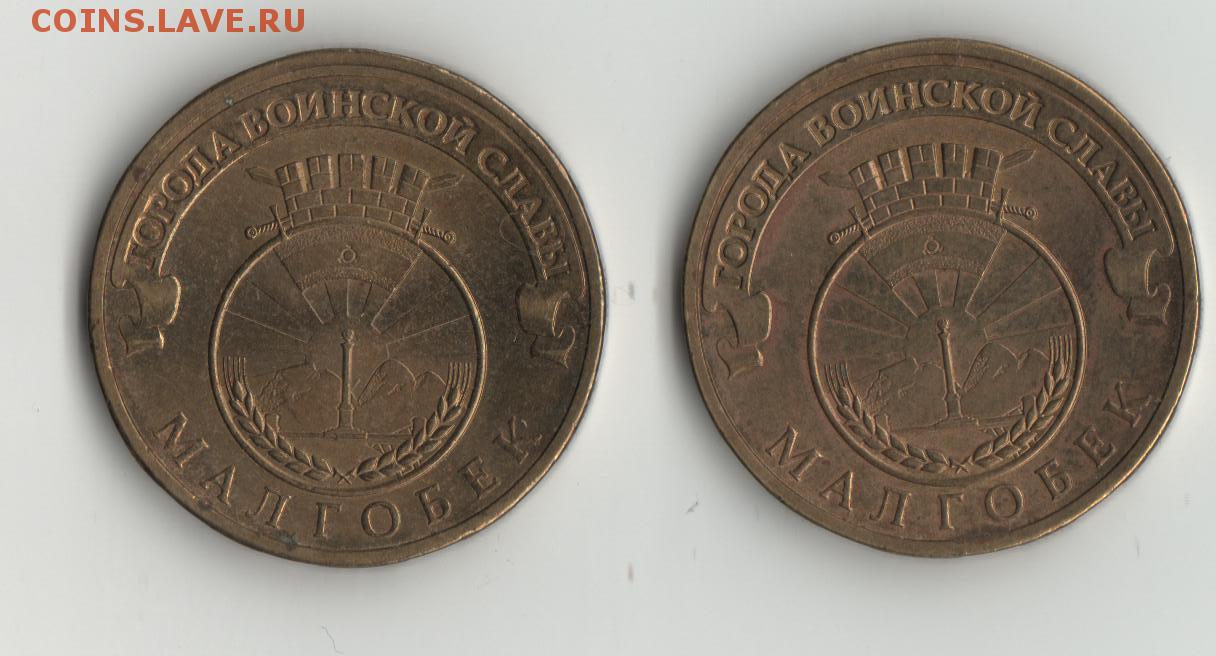 COINS.LAVE.RU
ГОРОДА ВОИНСКОЙ СЛАВЫ
МАЛГОБЕК
ГОРОДА ВОИНСКОЙ СЛАВЫ
МАЛГОБЕК